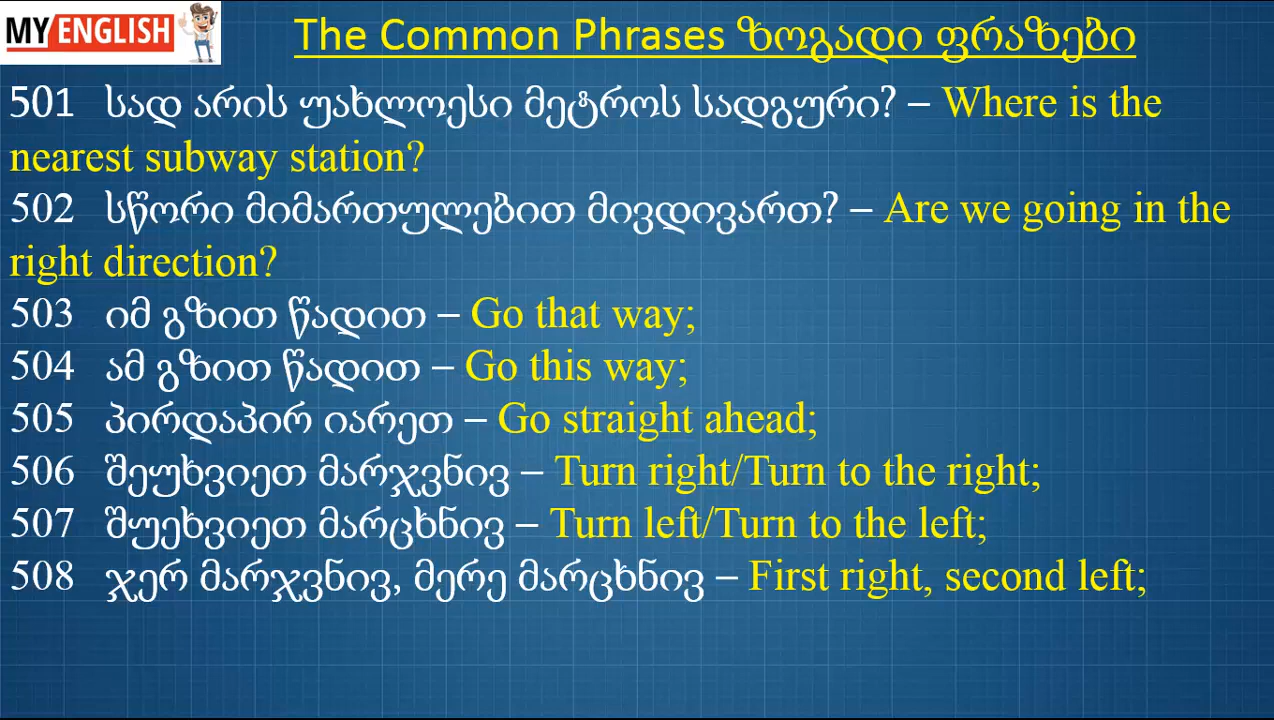 MY ENGLISH
The Common Phrases ზოგადი ფრაზები
501 სად არის უახლოესი მეტროს სადგური? – Where is the
nearest subway station?
502 სწორი მიმართულებით მივდივართ? – Are we going in the
right direction?
503 იმ გზით წადით – Go that way;
504 ამ გზით წადით – Go this way;
505 პირდაპირ იარეთ – Go straight ahead;
506 შეუხვიეთ მარჯვნივ – Turn right/Turn to the right;
507 შუეხვიეთ მარცხნივ – Turn left/Turn to the left;
508 ჯერ მარჯვნივ, მერე მარცხნივ – First right, second left;